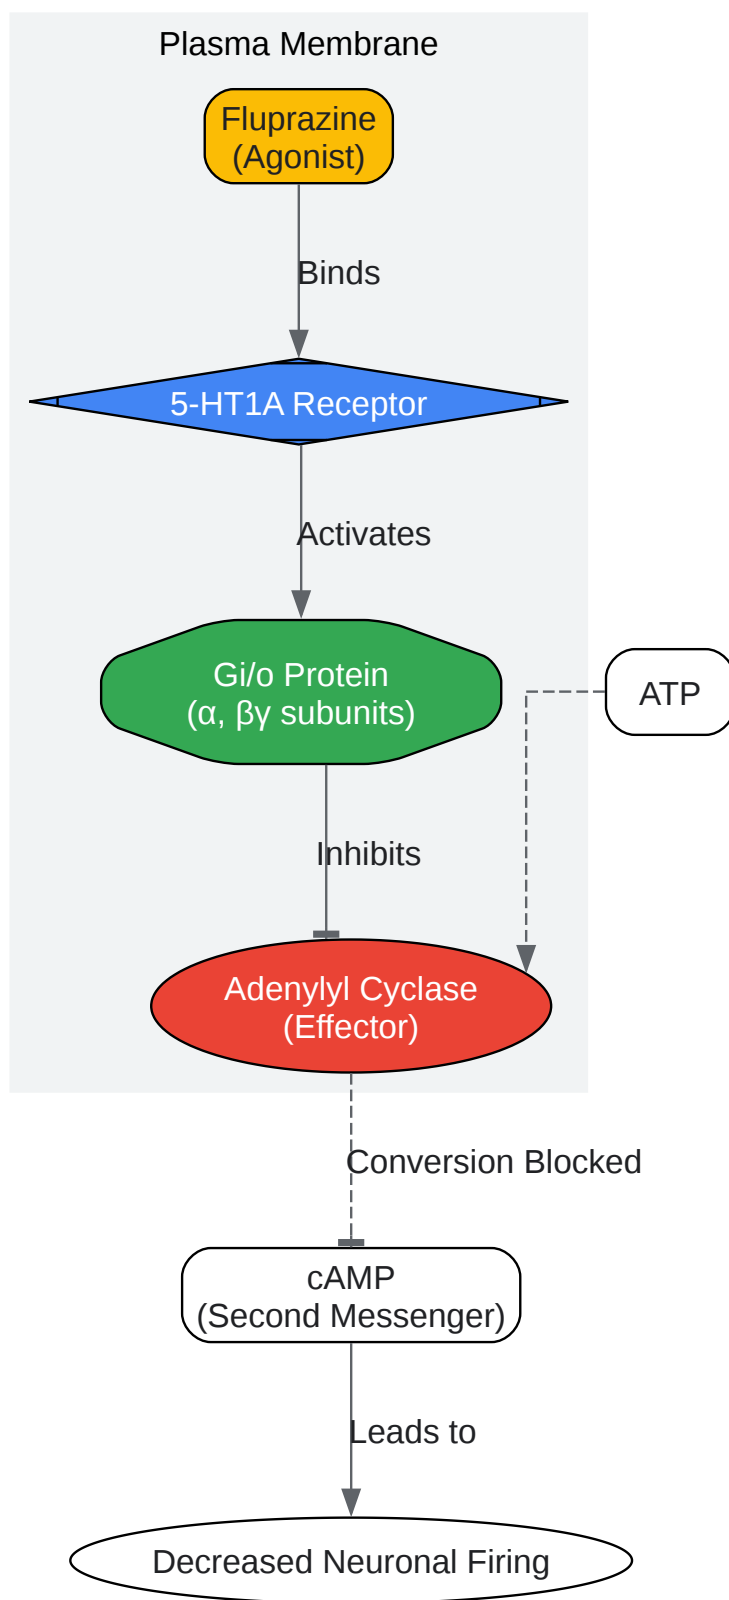 Plasma Membrane
Fluprazine
(Agonist)
Binds
5-HT1A Receptor
Activates
Gi/o Protein
(α, βγ subunits)
ATP
Inhibits
Adenylyl Cyclase
(Effector)
Conversion Blocked
cAMP
(Second Messenger)
Leads to
Decreased Neuronal Firing